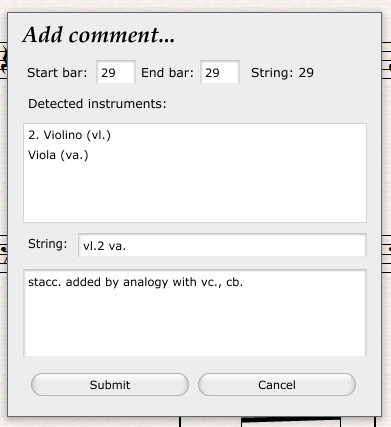 Add comment...
Start bar: 29 End bar: 29 String: 29
Detected instruments:
2. Violino (vl.)
Viola (va.)
String: vl.2 va.
stacc. added by analogy with vc., cb.
Submit Cancel